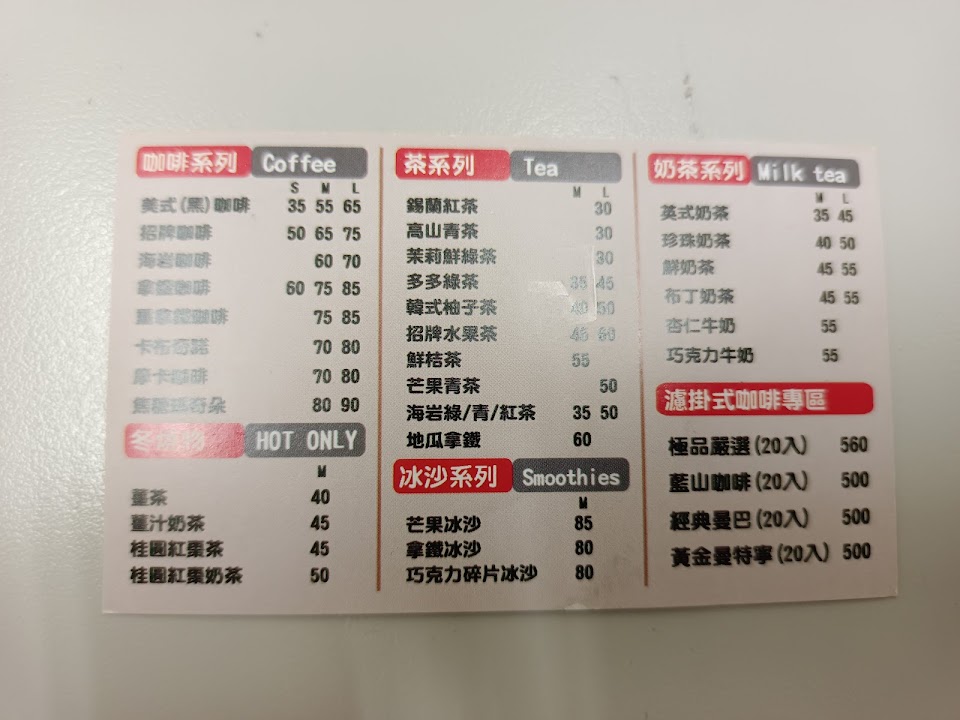 咖啡系列 Coffee
S M L
美式(黑)咖啡 35 55 65
招牌咖啡 50 65 75
海岩咖啡 60 70
拿鐵咖啡 60 75 85
黑拿鐵咖啡 75 85
卡布奇諾 70 80
摩卡咖啡 70 80
焦糖瑪奇朵 80 90
HOT ONLY
M
薑茶 40
薑汁奶茶 45
桂圓紅棗茶 45
桂圓紅棗奶茶 50
茶系列 Tea
M L
錫蘭紅茶 30
高山青茶 30
茉莉鮮綠茶 30
多多綠茶 35 45
韓式柚子茶 40 50
招牌水果茶 45 60
鮮桔茶 55
芒果青茶 50
海岩綠/青/紅茶 35 50
地瓜拿鐵 60
冰沙系列 Smoothies
M
芒果冰沙 85
拿鐵冰沙 80
巧克力碎片冰沙 80
奶茶系列 Milk tea
M L
英式奶茶 35 45
珍珠奶茶 40 50
鮮奶茶 45 55
布丁奶茶 45 55
杏仁牛奶 55
巧克力牛奶 55
濾掛式咖啡專區
極品嚴選(20入) 560
藍山咖啡(20入) 500
經典曼巴(20入) 500
黃金曼特寧(20入) 500